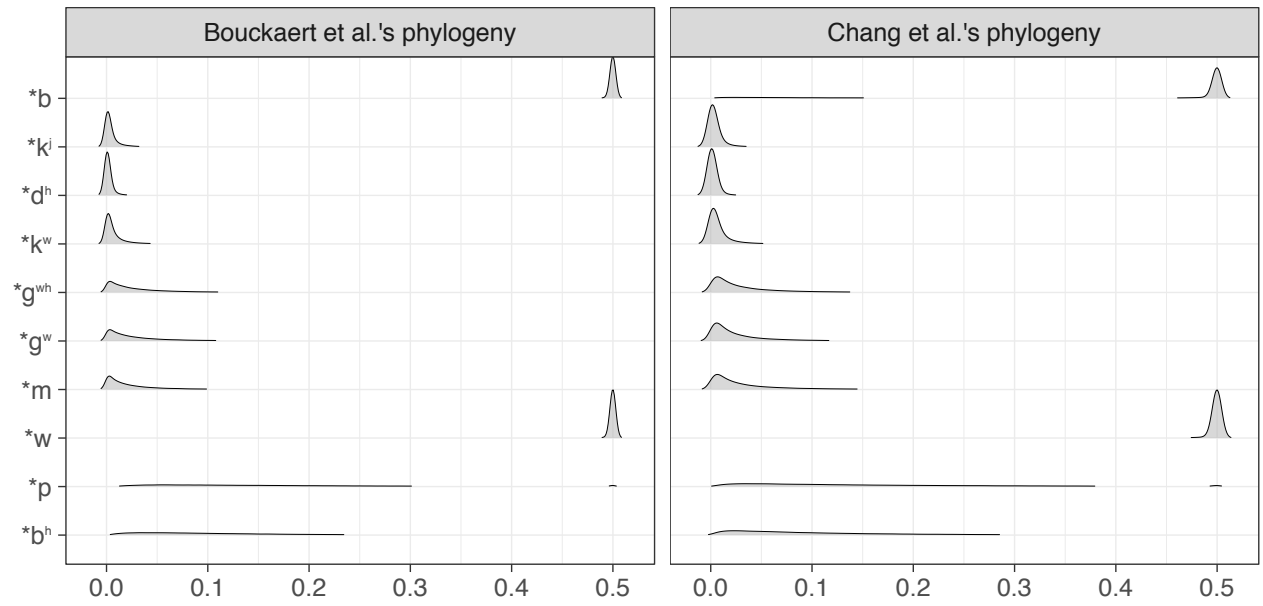 Bouckaert et al.'s phylogeny
Chang et al.'s phylogeny
*b
*kʲ
*dʰ
*kʷ
*gʷʰ
*gʷ
*m
*w
*p
*bʰ
0.0 0.1 0.2 0.3 0.4 0.5
0.0 0.1 0.2 0.3 0.4 0.5